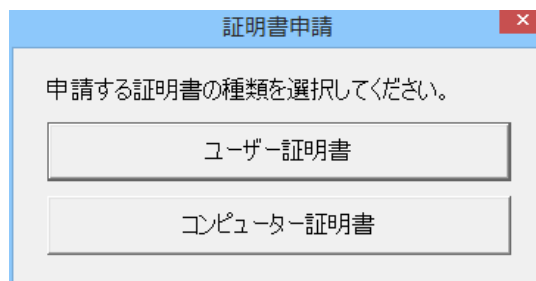 証明書申請
申請する証明書の種類を選択してください。
ユーザー証明書
コンピューター証明書